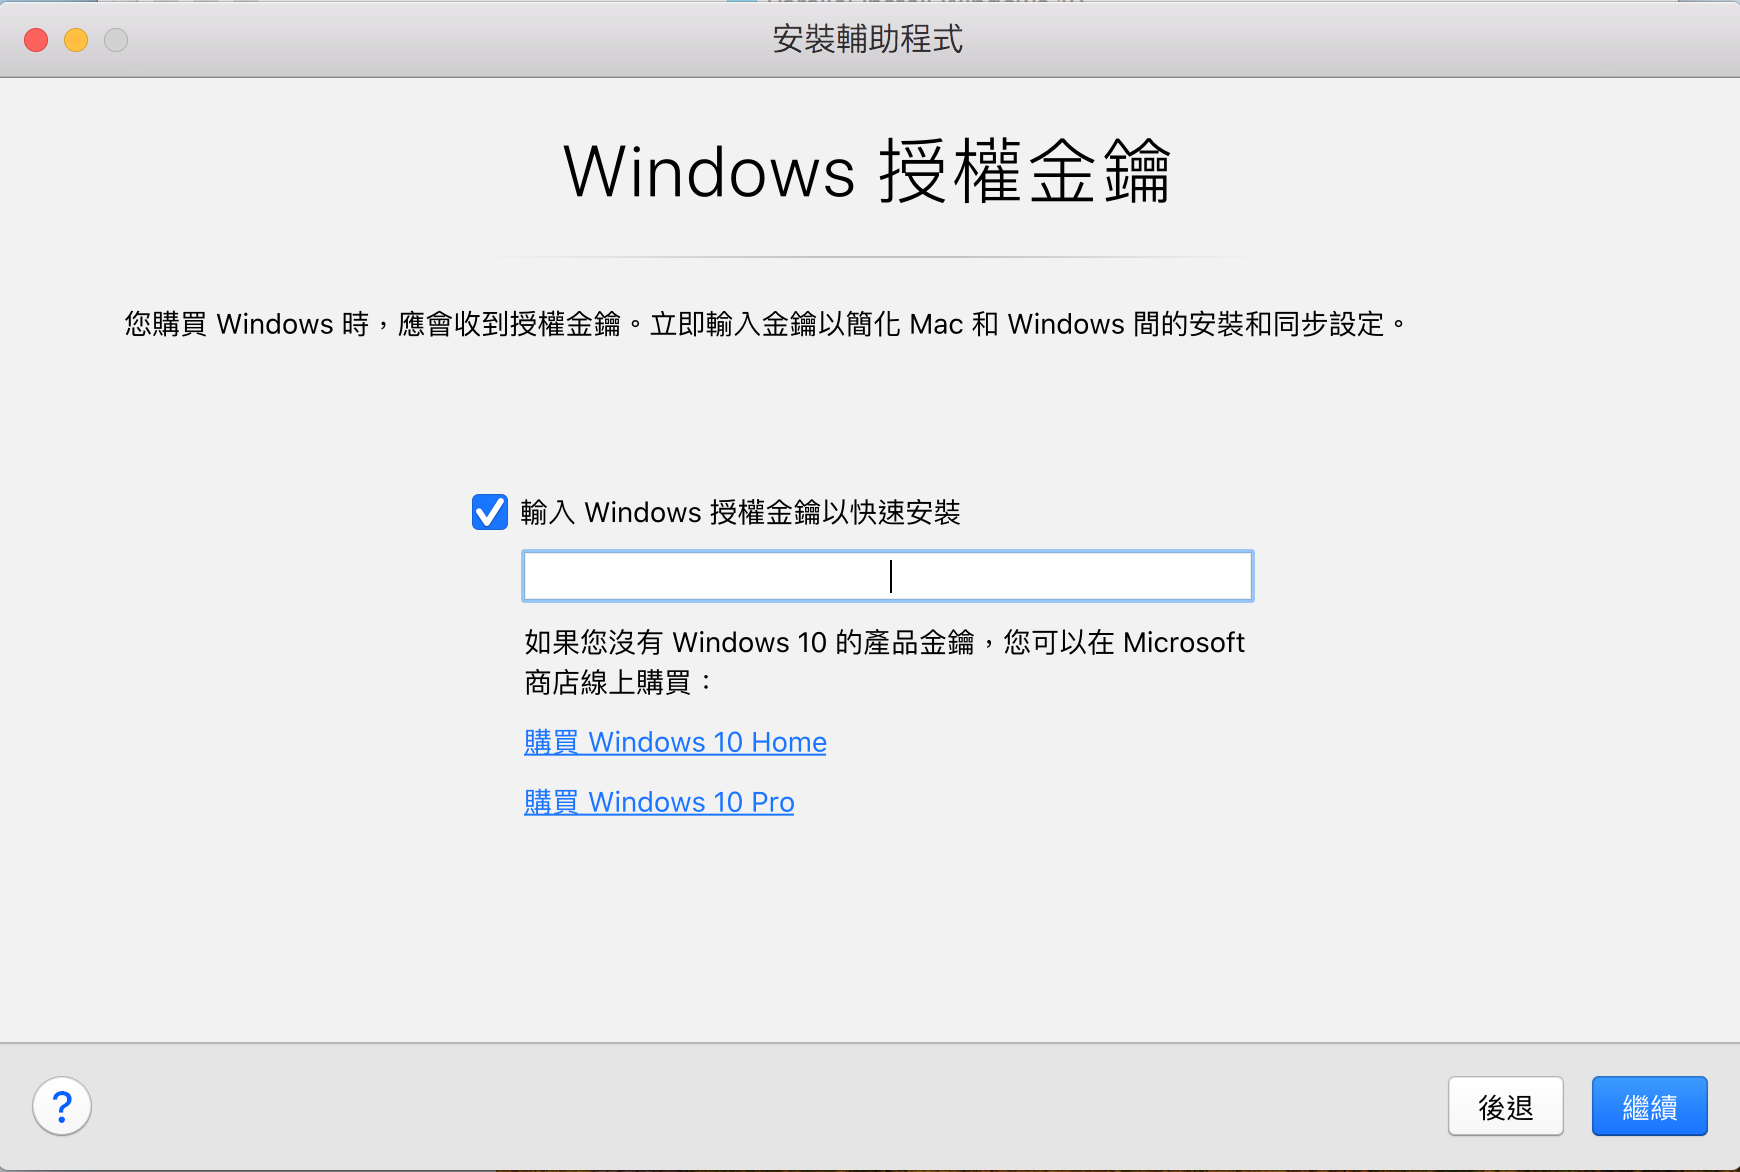 安裝輔助程式
Windows 授權金鑰
您購買 Windows 時，應會收到授權金鑰。立即輸入金鑰以簡化 Mac 和 Windows 間的安裝和同步設定。
輸入 Windows 授權金鑰以快速安裝
如果您沒有 Windows 10 的產品金鑰，您可以在 Microsoft
商店線上購買：
購買 Windows 10 Home
購買 Windows 10 Pro
?
後退
繼續